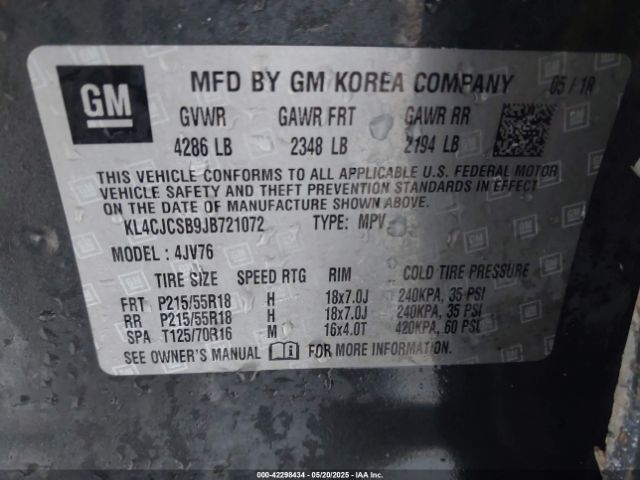 GM MFD BY GM KOREA COMPANY 05/18
GVWR GAWR FRT GAWR RR
4286 LB 2348 LB 2194 LB
THIS VEHICLE CONFORMS TO ALL APPLICABLE U.S. FEDERAL MOTOR
VEHICLE SAFETY AND THEFT PREVENTION STANDARDS IN EFFECT
ON THE DATE OF MANUFACTURE SHOWN ABOVE.
KL4CJCSB9JB721072 TYPE: MPV
MODEL: 4JV76
TIRE SIZE SPEED RTG RIM COLD TIRE PRESSURE
FRT P215/55R18 H 18x7.0J 240KPA, 35 PSI
RR P215/55R18 H 18x7.0J 240KPA, 35 PSI
SPA T125/70R16 M 16x4.0T 420KPA, 60 PSI
SEE OWNER'S MANUAL FOR MORE INFORMATION.
000-42298434 - 05/20/2025 - IAA Inc.